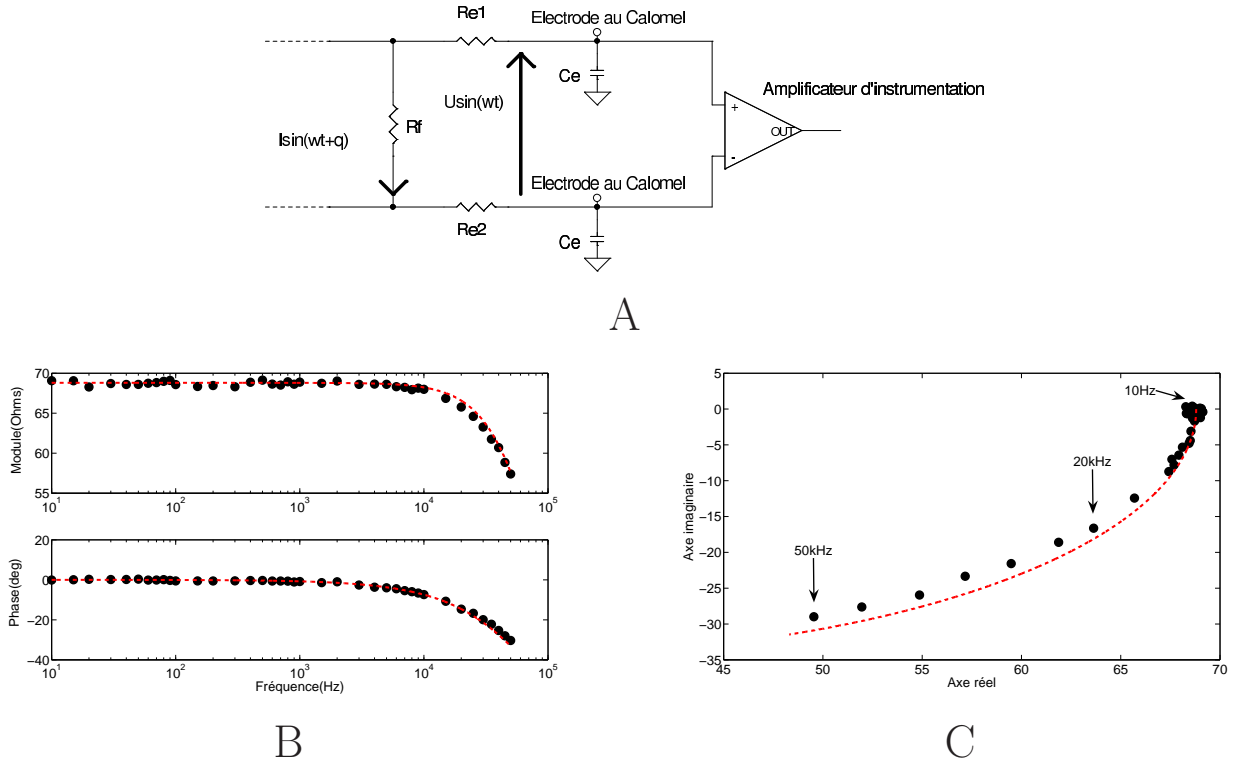 Re1
Electrode au Calomel
Ce
Amplificateur d'instrumentation
Usin(wt)
+
Rf
OUT
Isin(wt+q)
-
Electrode au Calomel
Re2
Ce
A
70
65
60
55
Module(Ohms)
10^1
10^2
10^3
10^4
10^5
20
0
−20
−40
Phase(deg)
10^1
10^2
10^3
10^4
10^5
Fréquence(Hz)
B
5
0
−5
−10
−15
−20
−25
−30
−35
Axe imaginaire
10Hz
20kHz
50kHz
45
50
55
60
65
70
Axe réel
C